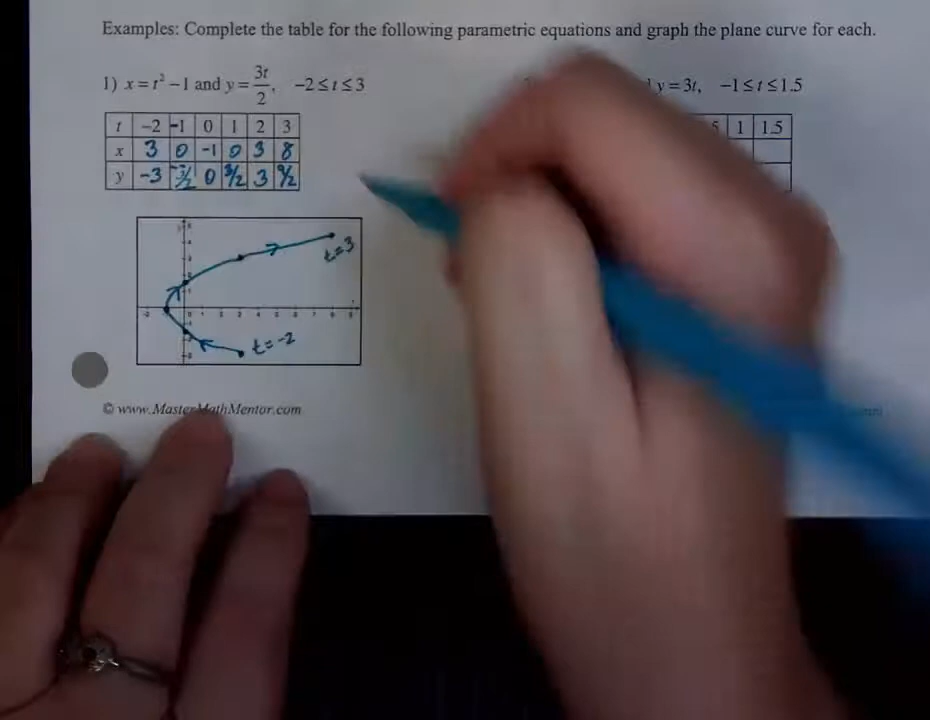 Examples: Complete the table for the following parametric equations and graph the plane curve for each.
1) x = t² − 1 and y = 3t/2, −2 ≤ t ≤ 3
t −2 −1 0 1 2 3
x 3 0 -1 0 3 8
y -3 -3/2 0 3/2 3 9/2
t=3
t=-2
© www.MasterMathMentor.com
y = 3t, −1 ≤ t ≤ 1.5
1 1.5